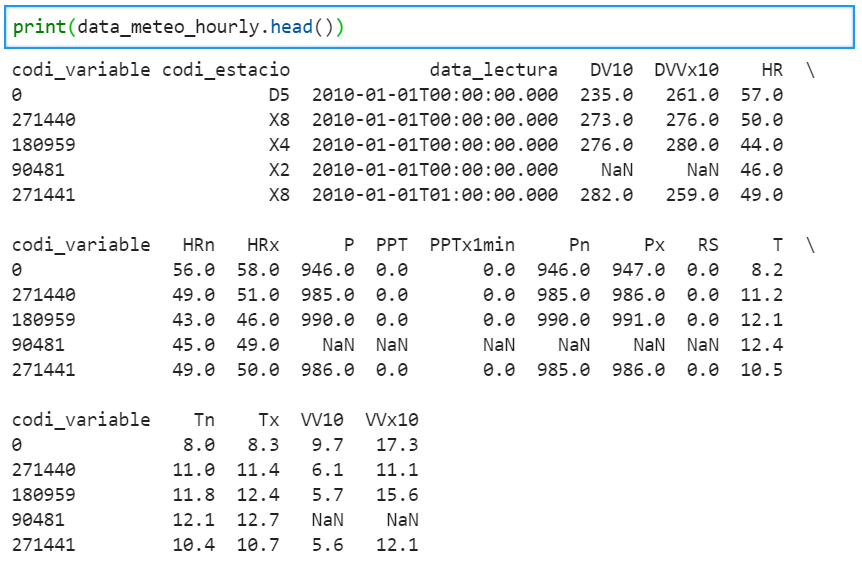 print(data_meteo_hourly.head())
codi_variable codi_estacio             data_lectura   DV10  DVVx10    HR  \
0                       D5  2010-01-01T00:00:00.000  235.0   261.0  57.0
271440                  X8  2010-01-01T00:00:00.000  273.0   276.0  50.0
180959                  X4  2010-01-01T00:00:00.000  276.0   280.0  44.0
90481                   X2  2010-01-01T00:00:00.000    NaN     NaN  46.0
271441                  X8  2010-01-01T01:00:00.000  282.0   259.0  49.0
codi_variable   HRn   HRx      P  PPT  PPTx1min     Pn     Px   RS     T  \
0              56.0  58.0  946.0  0.0       0.0  946.0  947.0  0.0   8.2
271440         49.0  51.0  985.0  0.0       0.0  985.0  986.0  0.0  11.2
180959         43.0  46.0  990.0  0.0       0.0  990.0  991.0  0.0  12.1
90481          45.0  49.0    NaN  NaN       NaN    NaN    NaN  NaN  12.4
271441         49.0  50.0  986.0  0.0       0.0  985.0  986.0  0.0  10.5
codi_variable    Tn    Tx  VV10  VVx10
0               8.0   8.3   9.7   17.3
271440         11.0  11.4   6.1   11.1
180959         11.8  12.4   5.7   15.6
90481          12.1  12.7   NaN    NaN
271441         10.4  10.7   5.6   12.1